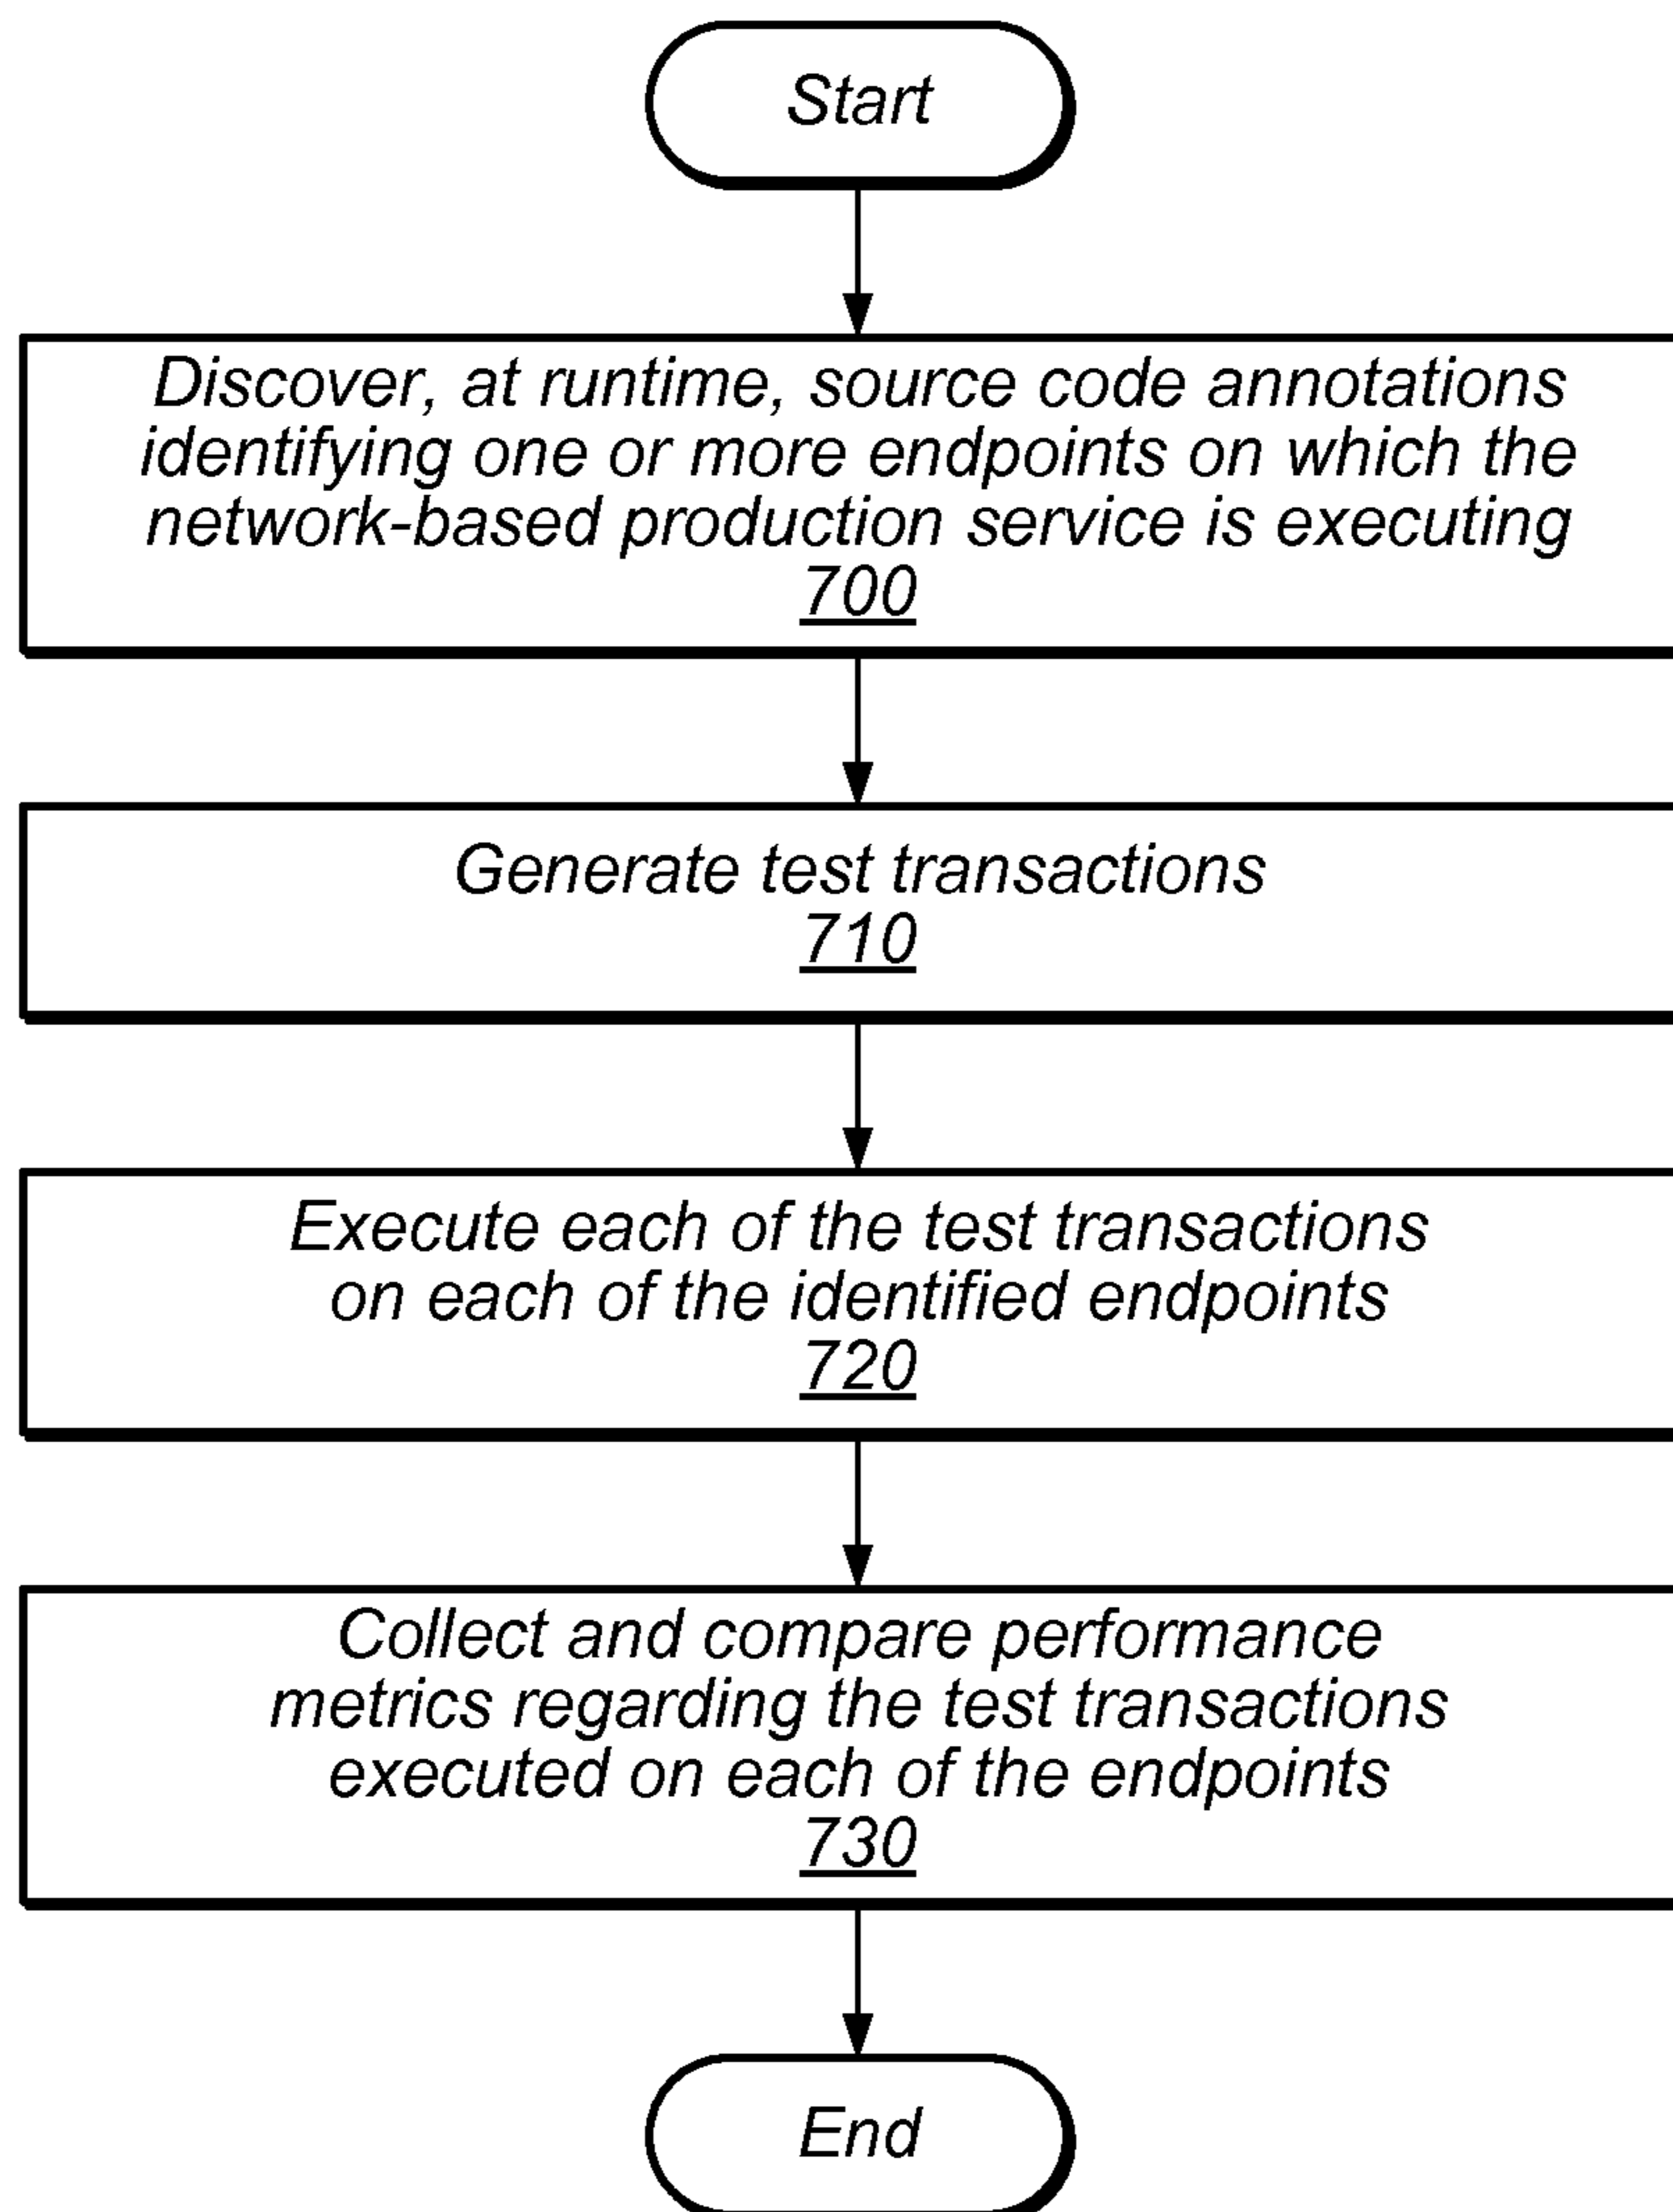 Start
Discover, at runtime, source code annotations
identifying one or more endpoints on which the
network-based production service is executing
700
Generate test transactions
710
Execute each of the test transactions
on each of the identified endpoints
720
Collect and compare performance
metrics regarding the test transactions
executed on each of the endpoints
730
End